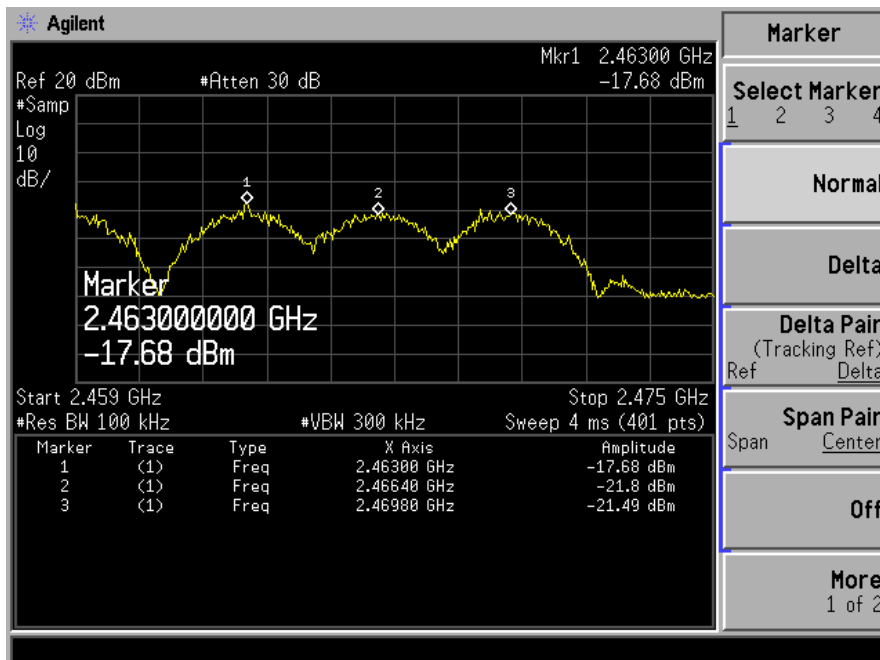 Agilent
Marker
Mkr1 2.46300 GHz
Ref 20 dBm #Atten 30 dB -17.68 dBm
#Samp
Log
10
dB/
1
2
3
Marker
2.463000000 GHz
-17.68 dBm
Start 2.459 GHz Stop 2.475 GHz
#Res BW 100 kHz #VBW 300 kHz Sweep 4 ms (401 pts)
Marker Trace Type X Axis Amplitude
1 (1) Freq 2.46300 GHz -17.68 dBm
2 (1) Freq 2.46640 GHz -21.8 dBm
3 (1) Freq 2.46980 GHz -21.49 dBm
Select Marker
1 2 3 4
Normal
Delta
Delta Pair
(Tracking Ref)
Ref Delta
Span Pair
Span Center
Off
More
1 of 2